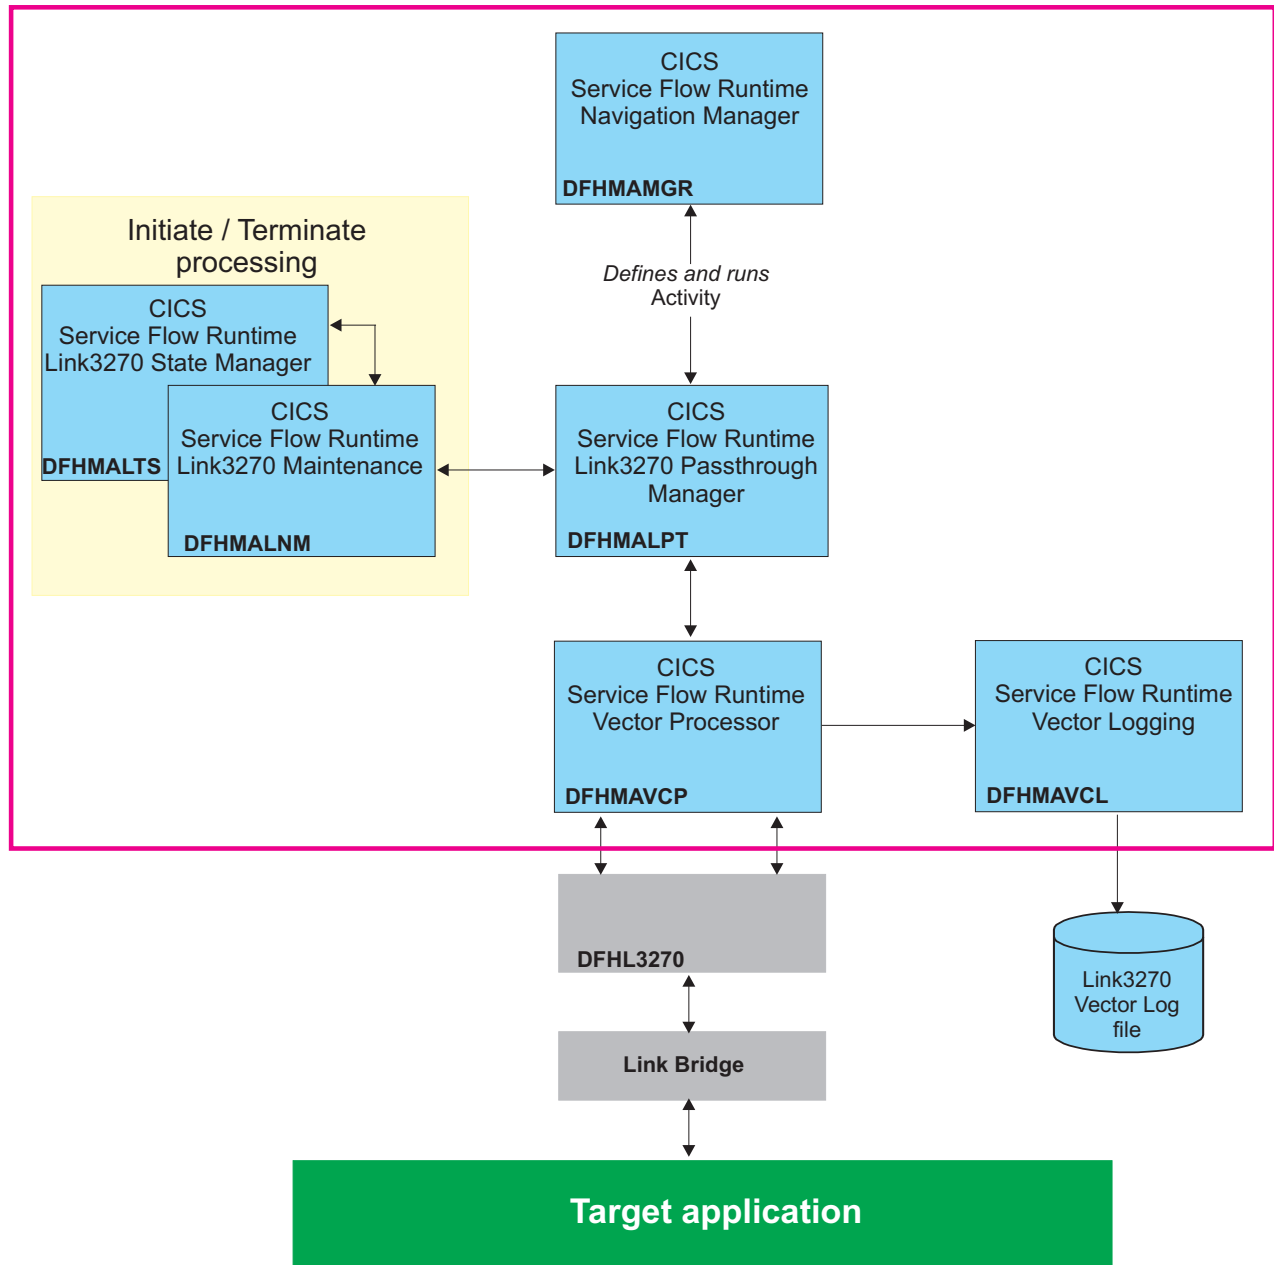 CICS
Service Flow Runtime
Navigation Manager
DFHMAMGR
Defines and runs
Activity
Initiate / Terminate
processing
CICS
Service Flow Runtime
Link3270 State Manager
DFHMALTS
CICS
Service Flow Runtime
Link3270 Maintenance
DFHMALNM
CICS
Service Flow Runtime
Link3270 Passthrough
Manager
DFHMALPT
CICS
Service Flow Runtime
Vector Processor
DFHMAVCP
CICS
Service Flow Runtime
Vector Logging
DFHMAVCL
DFHL3270
Link3270
Vector Log
file
Link Bridge
Target application